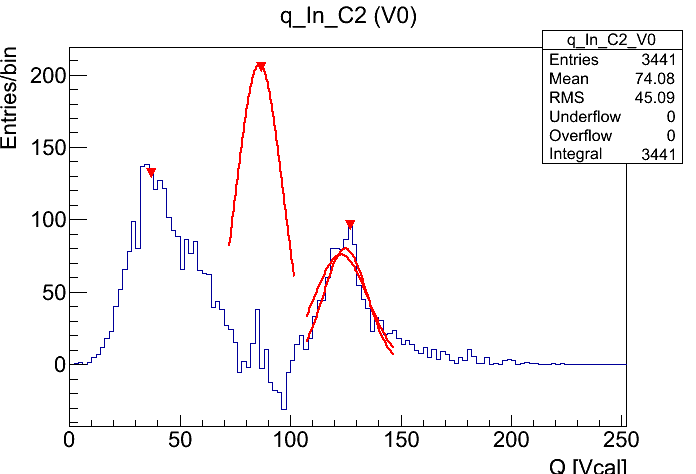 q_In_C2 (V0)
q_In_C2_V0
Entries 3441
Mean 74.08
RMS 45.09
Underflow 0
Overflow 0
Integral 3441
Entries/bin
200
150
100
50
0
0 50 100 150 200 250
Q [Vcal]